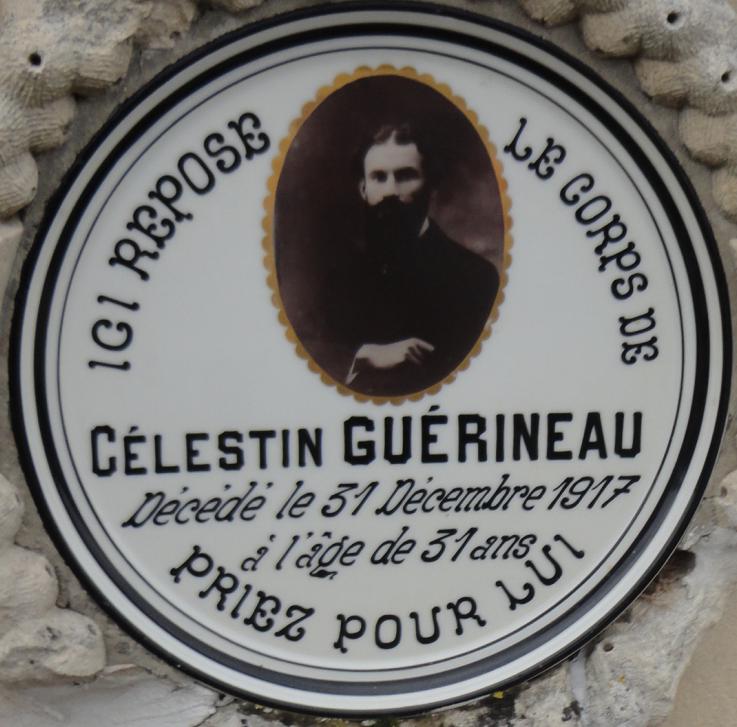 ICI REPOSE
LE CORPS DE
CÉLESTIN GUÉRINEAU
Décédé le 31 Décembre 1917
à l'âge de 31 ans
PRIEZ POUR LUI